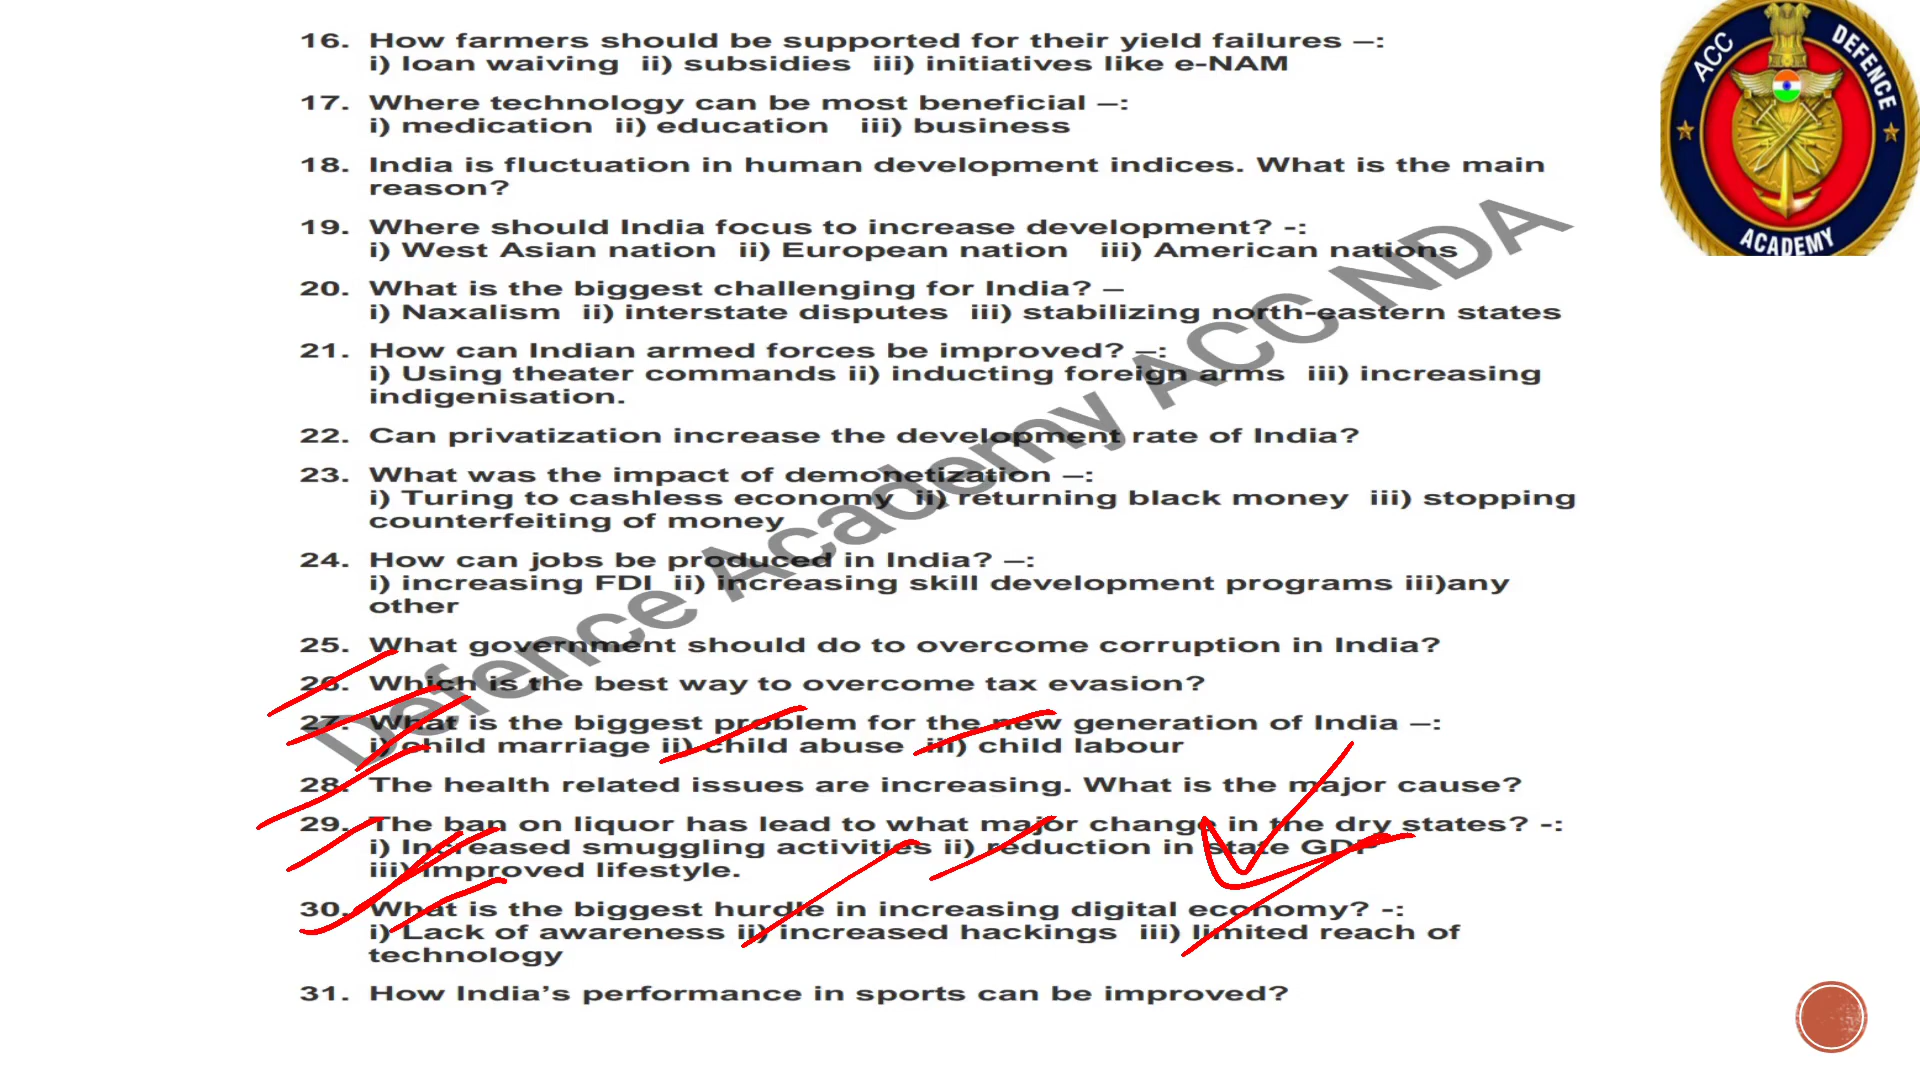 16. How farmers should be supported for their yield failures –:
i) loan waiving ii) subsidies iii) initiatives like e-NAM
17. Where technology can be most beneficial –:
i) medication ii) education iii) business
18. India is fluctuation in human development indices. What is the main
reason?
19. Where should India focus to increase development? -:
i) West Asian nation ii) European nation iii) American nations
20. What is the biggest challenging for India? –
i) Naxalism ii) interstate disputes iii) stabilizing north-eastern states
21. How can Indian armed forces be improved? –:
i) Using theater commands ii) inducting foreign arms iii) increasing
indigenisation.
22. Can privatization increase the development rate of India?
23. What was the impact of demonetization –:
i) Turing to cashless economy ii) returning black money iii) stopping
counterfeiting of money
24. How can jobs be produced in India? –:
i) increasing FDI ii) increasing skill development programs iii)any
other
25. What government should do to overcome corruption in India?
26. Which is the best way to overcome tax evasion?
27. What is the biggest problem for the new generation of India –:
i) child marriage ii) child abuse iii) child labour
28. The health related issues are increasing. What is the major cause?
29. The ban on liquor has lead to what major change in the dry states? -:
i) Increased smuggling activities ii) reduction in state GDP
iii) improved lifestyle.
30. What is the biggest hurdle in increasing digital economy? -:
i) Lack of awareness ii) increased hackings iii) limited reach of
technology
31. How India’s performance in sports can be improved?
Defence Academy ACC NDA
ACC DEFENCE
ACADEMY